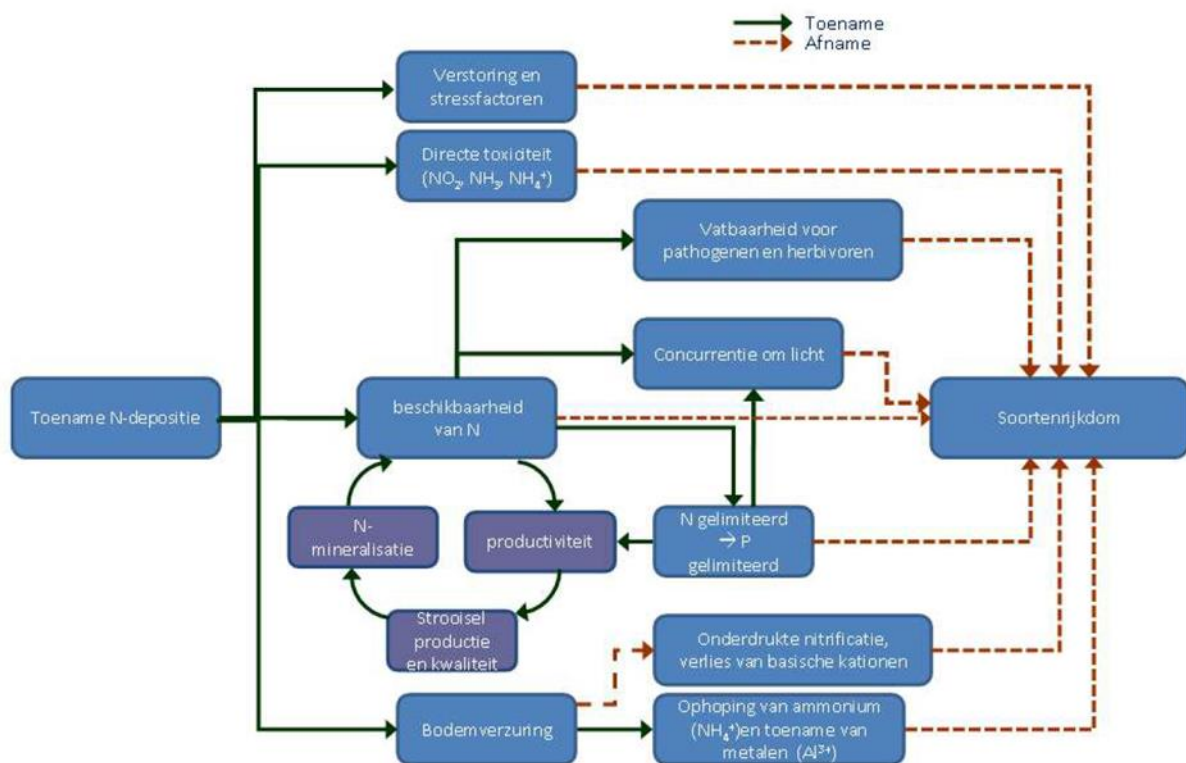 Toename
Afname
Verstoring en
stressfactoren
Directe toxiciteit
(NO₂, NH₃, NH₄⁺)
Vatbaarheid voor
pathogenen en herbivoren
Concurrentie om licht
Toename N-depositie
beschikbaarheid
van N
Soortenrijkdom
N-
mineralisatie
productiviteit
N gelimiteerd
→ P
gelimiteerd
Strooisel
productie
en kwaliteit
Onderdrukte nitrificatie,
verlies van basische kationen
Bodemverzuring
Ophoping van ammonium
(NH₄⁺)en toename van
metalen (Al³⁺)